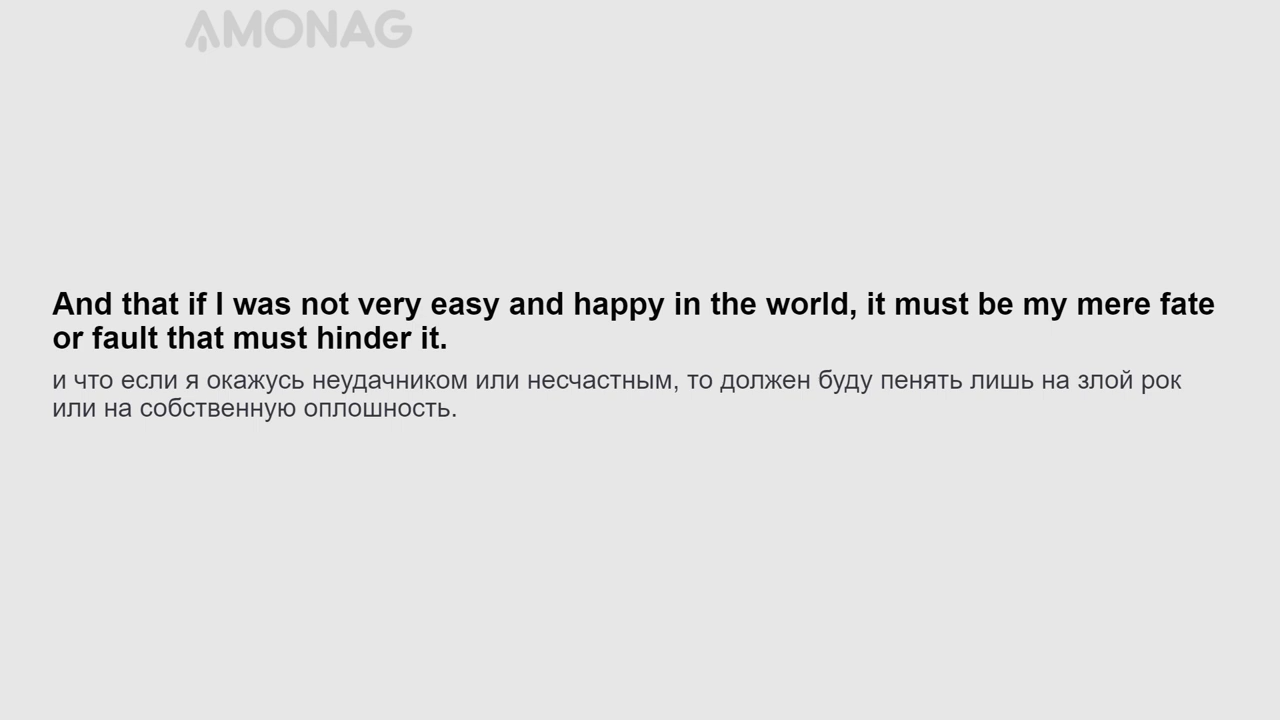 AMONAG
And that if I was not very easy and happy in the world, it must be my mere fate
or fault that must hinder it.
и что если я окажусь неудачником или несчастным, то должен буду пенять лишь на злой рок
или на собственную оплошность.